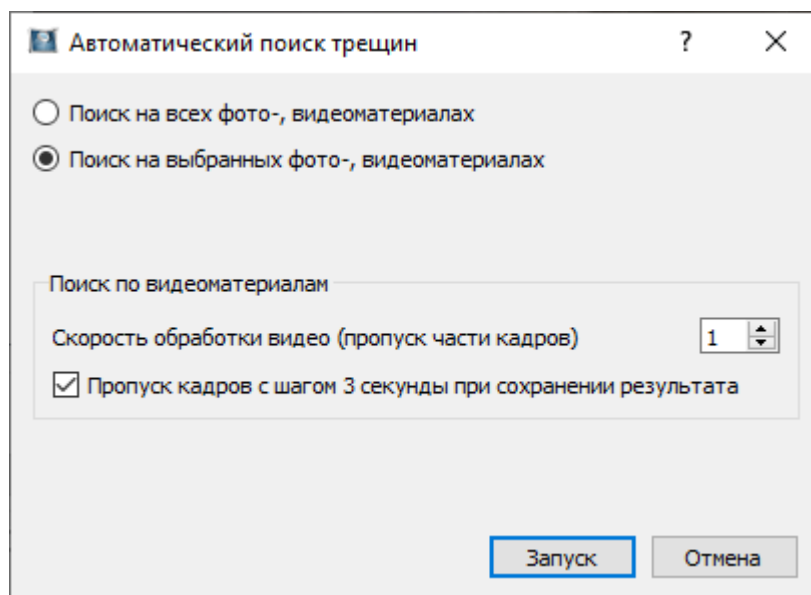 Автоматический поиск трещин
?
Поиск на всех фото-, видеоматериалах
Поиск на выбранных фото-, видеоматериалах
Поиск по видеоматериалам
Скорость обработки видео (пропуск части кадров) 1
Пропуск кадров с шагом 3 секунды при сохранении результата
Запуск Отмена